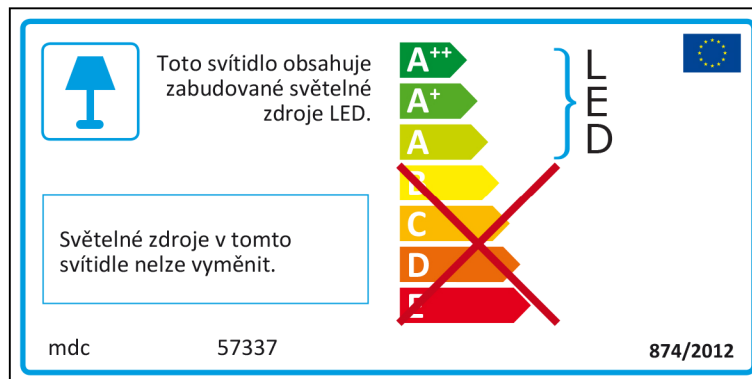 Toto svítidlo obsahuje
zabudované světelné
zdroje LED.
A++
A+
A
B
C
D
E
L
E
D
Světelné zdroje v tomto
svítidle nelze vyměnit.
mdc 57337
874/2012